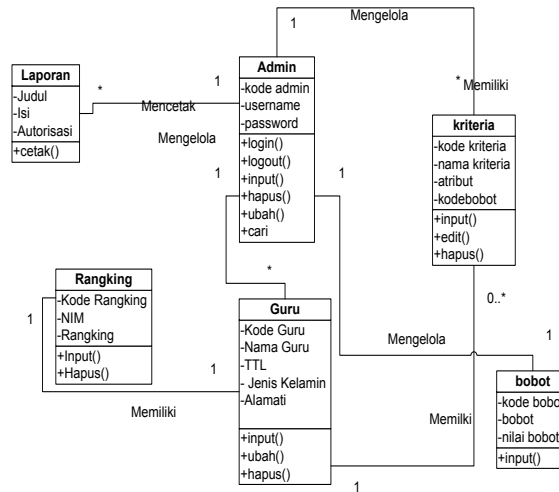 1
Mengelola
Laporan
-Judul
-Isi
-Autorisasi
+cetak()
*
Mencetak
1
Admin
-kode admin
-username
-password
+login()
+logout()
+input()
+hapus()
+ubah()
+cari
*
Memiliki
kriteria
-kode kriteria
-nama kriteria
-atribut
-kodebobot
+input()
+edit()
+hapus()
Mengelola
1
1
*
Rangking
-Kode Rangking
-NIM
-Rangking
+Input()
+Hapus()
1
1
Memiliki
Guru
-Kode Guru
-Nama Guru
-TTL
- Jenis Kelamin
-Alamati
+input()
+ubah()
+hapus()
0..*
Mengelola
1
Memilki
1
bobot
-kode bobo
-bobot
-nilai bobot
+input()